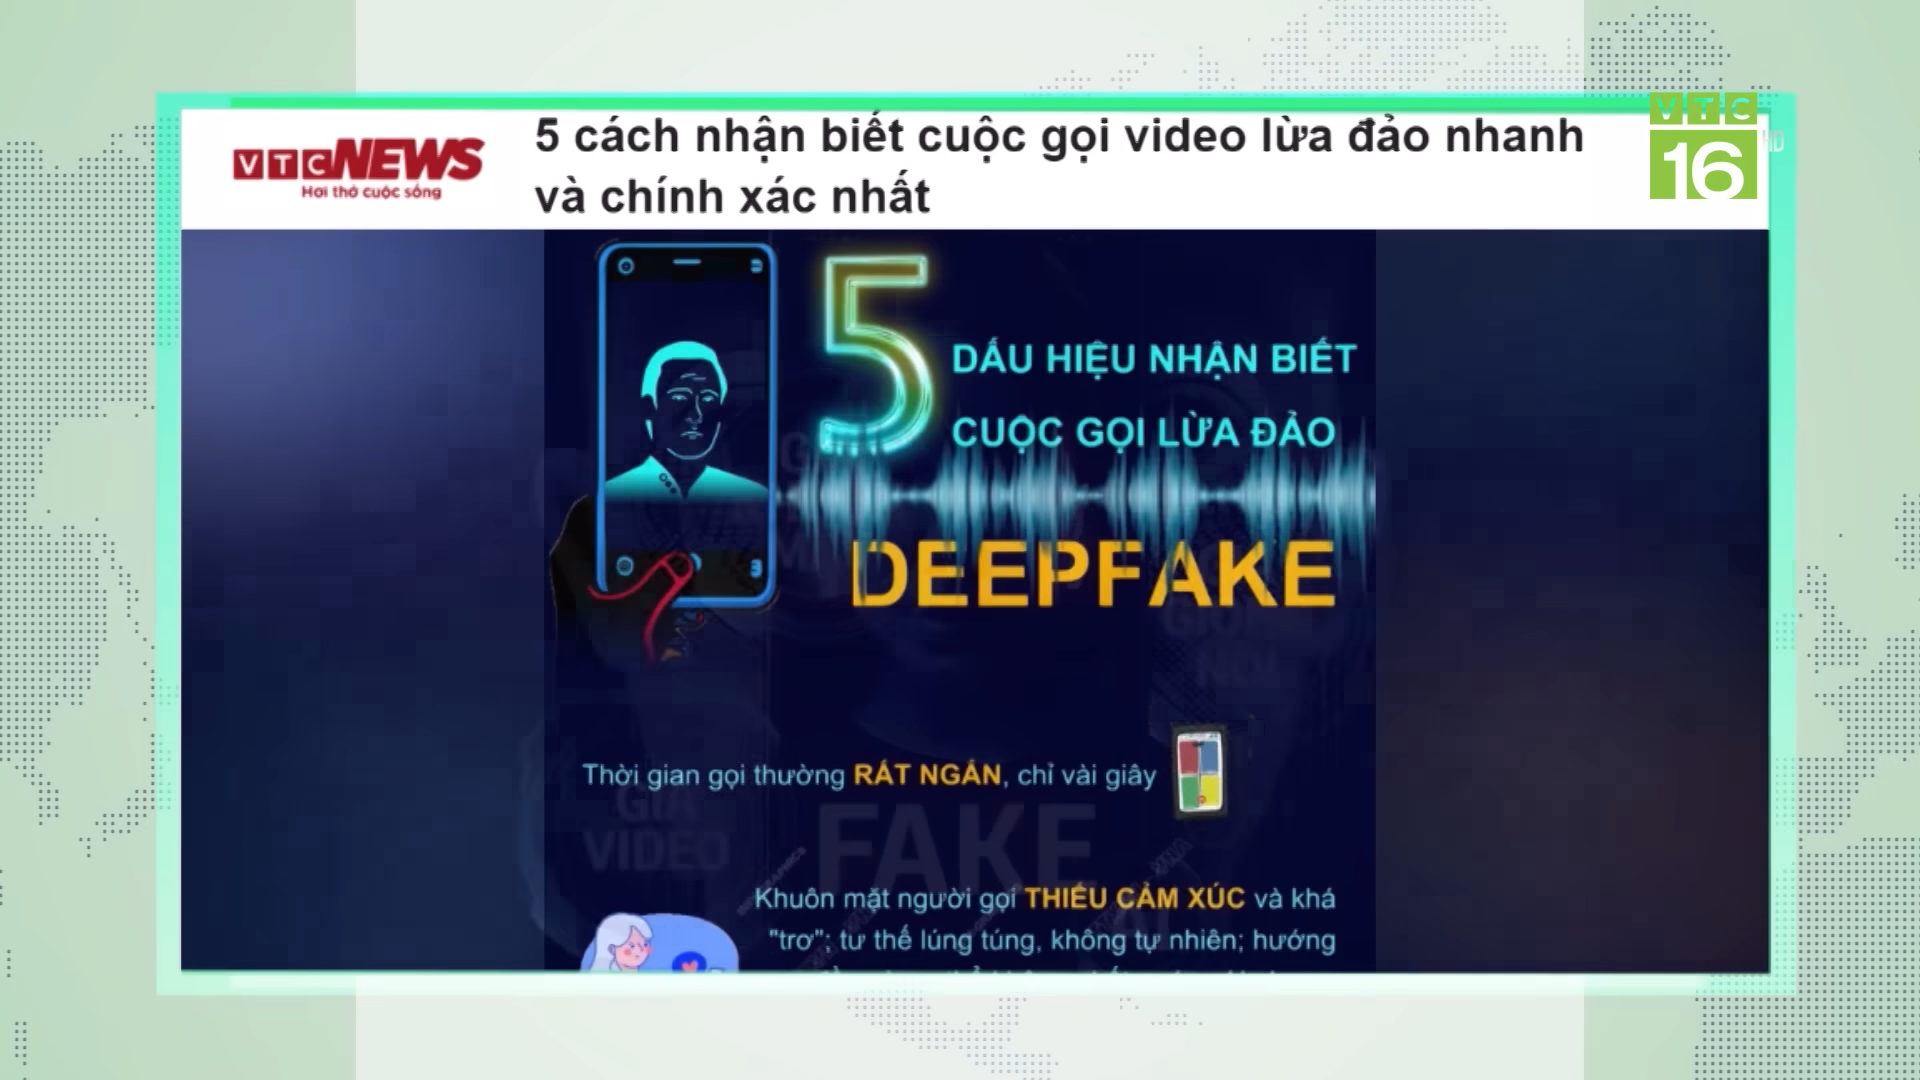 VTC NEWS
Hơi thở cuộc sống
5 cách nhận biết cuộc gọi video lừa đảo nhanh
và chính xác nhất
VTC
16
HD
5
DẤU HIỆU NHẬN BIẾT
CUỘC GỌI LỪA ĐẢO
DEEPFAKE
Thời gian gọi thường RẤT NGẮN, chỉ vài giây
GIẢ
VIDEO
FAKE
Khuôn mặt người gọi THIẾU CẢM XÚC và khá
"trơ"; tư thế lúng túng, không tự nhiên; hướng